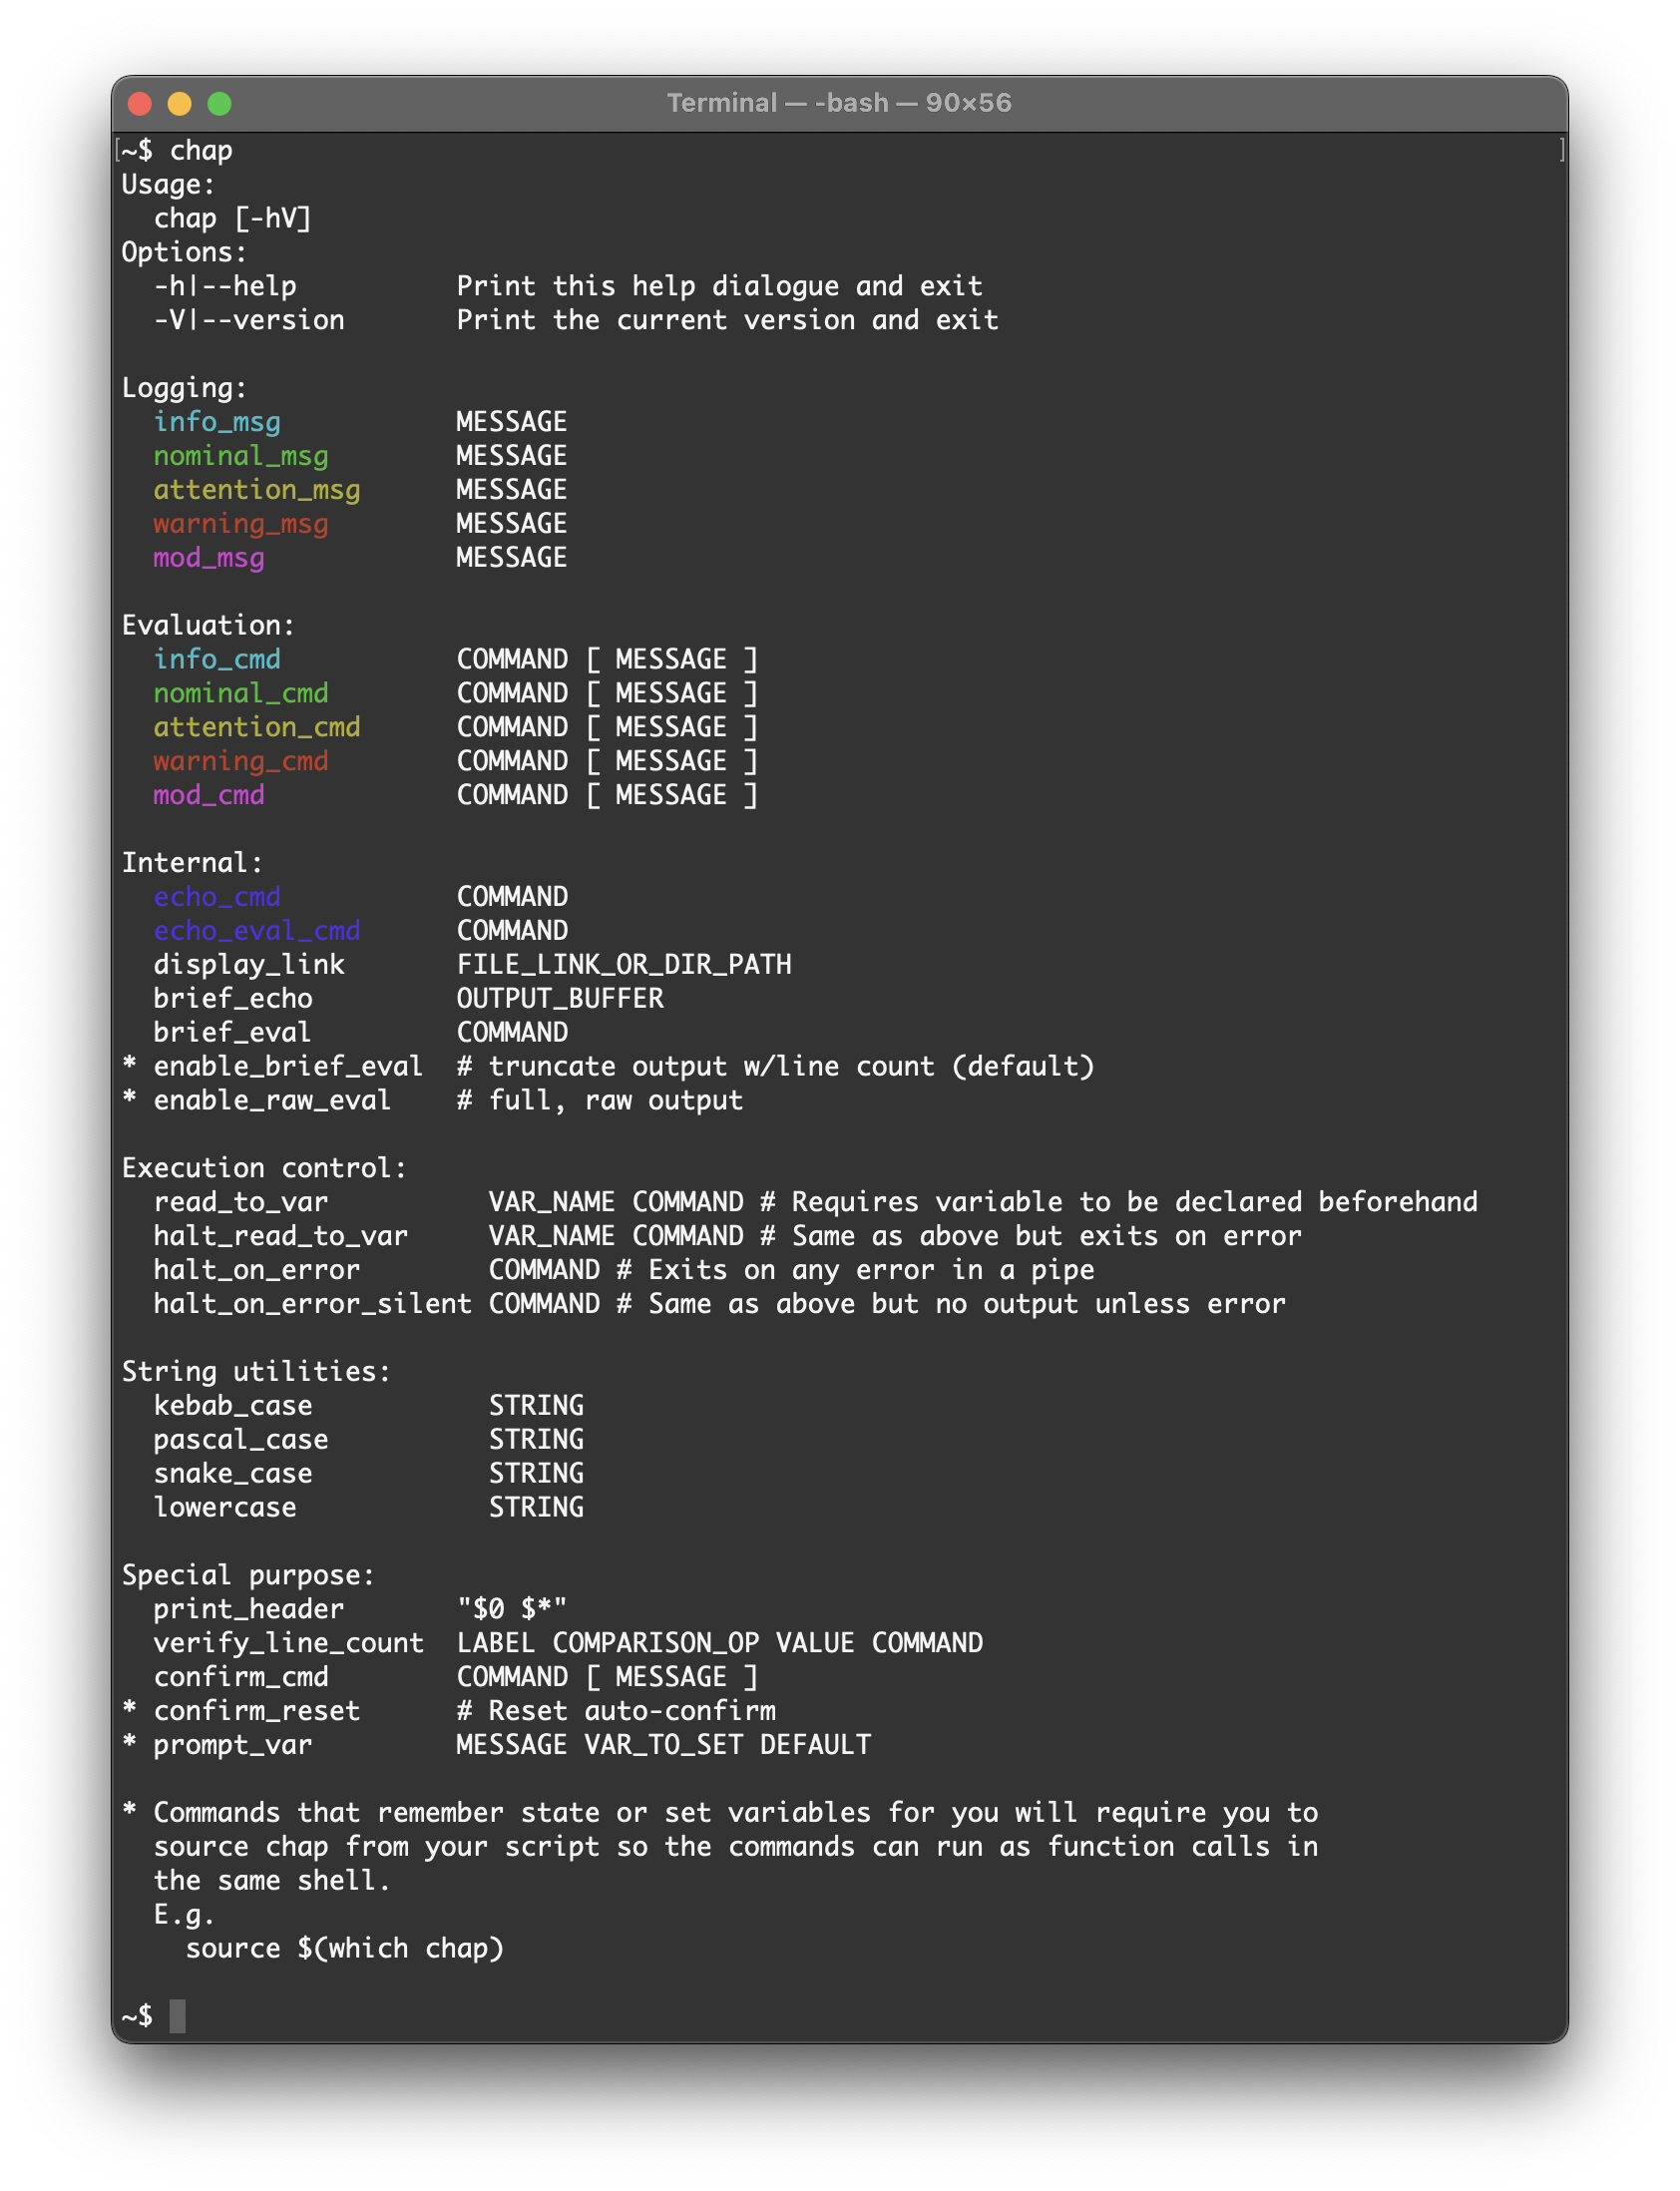 Terminal — -bash — 90×56
[~$ chap ]
Usage:
  chap [-hV]
Options:
  -h|--help          Print this help dialogue and exit
  -V|--version       Print the current version and exit

Logging:
  info_msg           MESSAGE
  nominal_msg        MESSAGE
  attention_msg      MESSAGE
  warning_msg        MESSAGE
  mod_msg            MESSAGE

Evaluation:
  info_cmd           COMMAND [ MESSAGE ]
  nominal_cmd        COMMAND [ MESSAGE ]
  attention_cmd      COMMAND [ MESSAGE ]
  warning_cmd        COMMAND [ MESSAGE ]
  mod_cmd            COMMAND [ MESSAGE ]

Internal:
  echo_cmd           COMMAND
  echo_eval_cmd      COMMAND
  display_link       FILE_LINK_OR_DIR_PATH
  brief_echo         OUTPUT_BUFFER
  brief_eval         COMMAND
* enable_brief_eval  # truncate output w/line count (default)
* enable_raw_eval    # full, raw output

Execution control:
  read_to_var          VAR_NAME COMMAND # Requires variable to be declared beforehand
  halt_read_to_var     VAR_NAME COMMAND # Same as above but exits on error
  halt_on_error        COMMAND # Exits on any error in a pipe
  halt_on_error_silent COMMAND # Same as above but no output unless error

String utilities:
  kebab_case           STRING
  pascal_case          STRING
  snake_case           STRING
  lowercase            STRING

Special purpose:
  print_header       "$0 $*"
  verify_line_count  LABEL COMPARISON_OP VALUE COMMAND
  confirm_cmd        COMMAND [ MESSAGE ]
* confirm_reset      # Reset auto-confirm
* prompt_var         MESSAGE VAR_TO_SET DEFAULT

* Commands that remember state or set variables for you will require you to
  source chap from your script so the commands can run as function calls in
  the same shell.
  E.g.
    source $(which chap)

~$